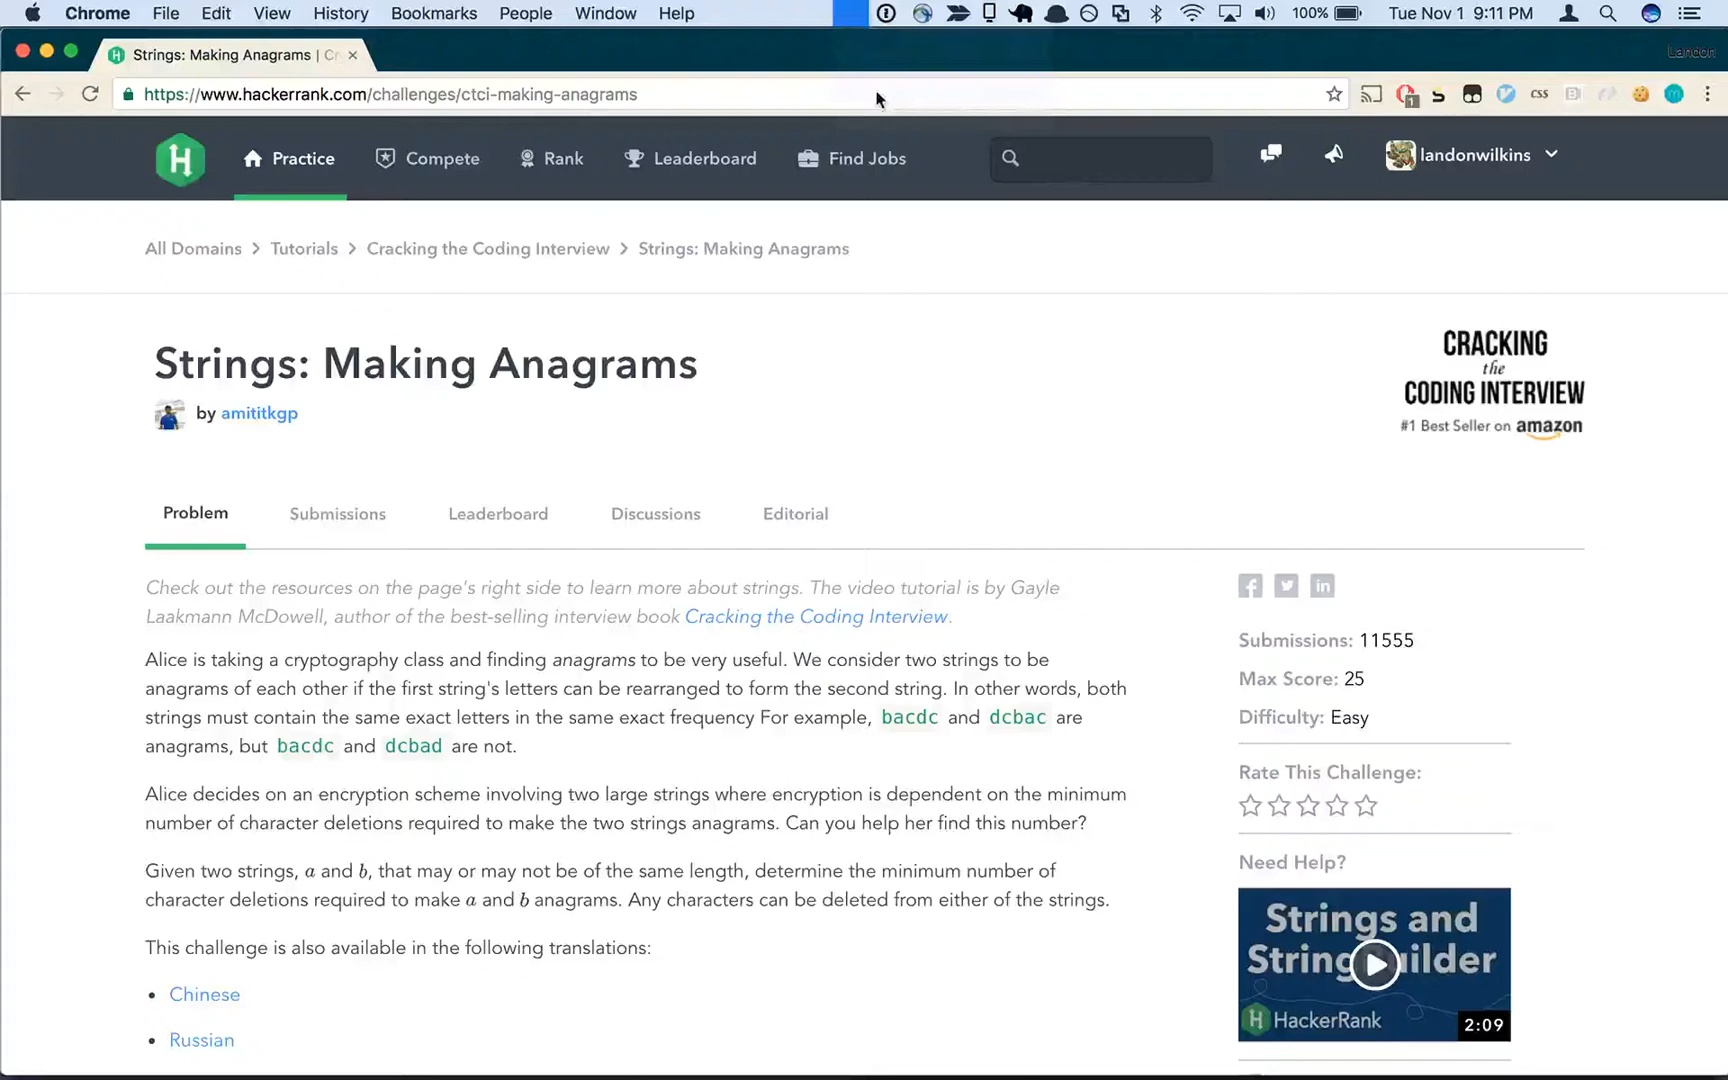 Chrome File Edit View History Bookmarks People Window Help 100% Tue Nov 1 9:11 PM
Strings: Making Anagrams | Cr
Landon
https://www.hackerrank.com/challenges/ctci-making-anagrams
1 CSS
Practice Compete Rank Leaderboard Find Jobs landonwilkins
All Domains > Tutorials > Cracking the Coding Interview > Strings: Making Anagrams
Strings: Making Anagrams
by amititkgp
CRACKING
the
CODING INTERVIEW
#1 Best Seller on amazon
Problem Submissions Leaderboard Discussions Editorial
Check out the resources on the page's right side to learn more about strings. The video tutorial is by Gayle
Laakmann McDowell, author of the best-selling interview book Cracking the Coding Interview.
Alice is taking a cryptography class and finding anagrams to be very useful. We consider two strings to be
anagrams of each other if the first string's letters can be rearranged to form the second string. In other words, both
strings must contain the same exact letters in the same exact frequency For example, bacdc and dcbac are
anagrams, but bacdc and dcbad are not.
Alice decides on an encryption scheme involving two large strings where encryption is dependent on the minimum
number of character deletions required to make the two strings anagrams. Can you help her find this number?
Given two strings, a and b, that may or may not be of the same length, determine the minimum number of
character deletions required to make a and b anagrams. Any characters can be deleted from either of the strings.
This challenge is also available in the following translations:
• Chinese
• Russian
Submissions: 11555
Max Score: 25
Difficulty: Easy
Rate This Challenge:
Need Help?
Strings and
String uilder
HackerRank
2:09